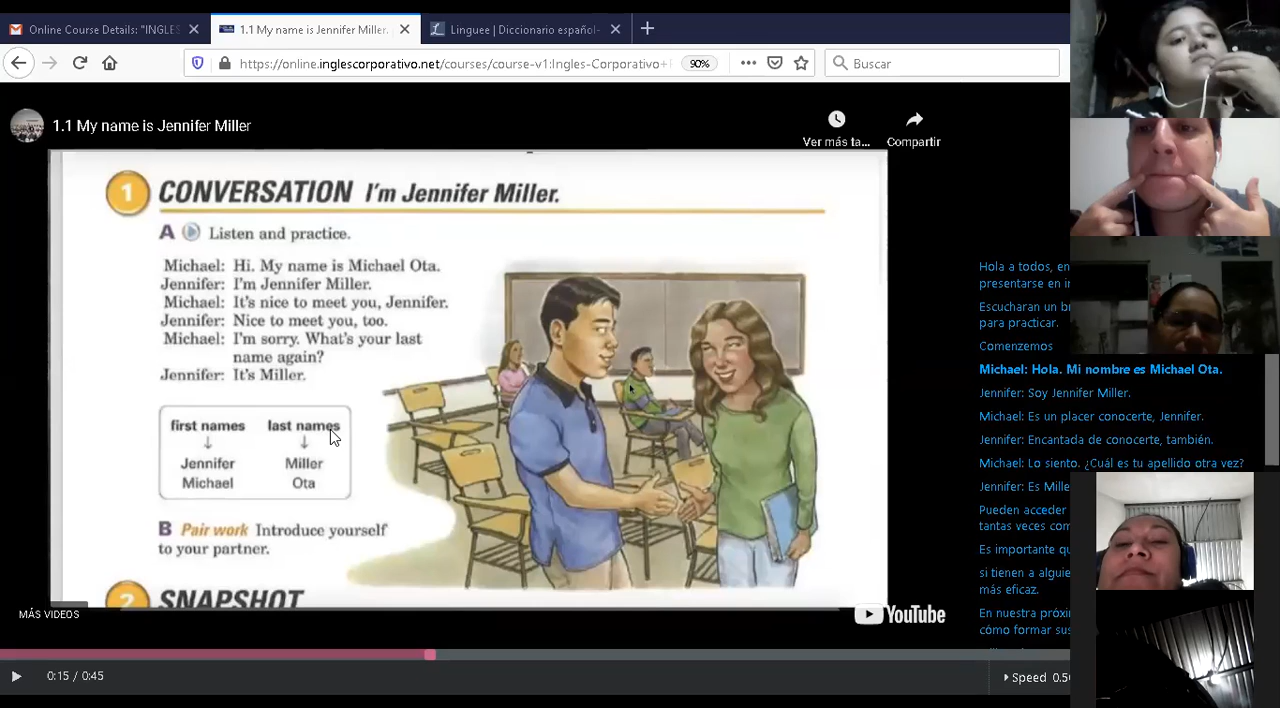 Online Course Details: "INGLES
1.1 My name is Jennifer Miller.
Linguee | Diccionario español-
https://online.inglescorporativo.net/courses/course-v1:Ingles-Corporativo+
90%
Buscar
1.1 My name is Jennifer Miller
Ver más ta...
Compartir
1 CONVERSATION I'm Jennifer Miller.
A Listen and practice.
Michael: Hi. My name is Michael Ota.
Jennifer: I'm Jennifer Miller.
Michael: It's nice to meet you, Jennifer.
Jennifer: Nice to meet you, too.
Michael: I'm sorry. What's your last
name again?
Jennifer: It's Miller.
first names last names
Jennifer Miller
Michael Ota
B Pair work Introduce yourself
to your partner.
2 SNAPSHOT
MÁS VIDEOS
YouTube
0:15 / 0:45
Speed 0.5
Hola a todos, en
presentarse en i
Escucharan un b
para practicar.
Comenzemos
Michael: Hola. Mi nombre es Michael Ota.
Jennifer: Soy Jennifer Miller.
Michael: Es un placer conocerte, Jennifer.
Jennifer: Encantada de conocerte, también.
Michael: Lo siento. ¿Cuál es tu apellido otra vez?
Jennifer: Es Mille
Pueden acceder
tantas veces com
Es importante qu
si tienen a alguie
más eficaz.
En nuestra próxi
cómo formar sus